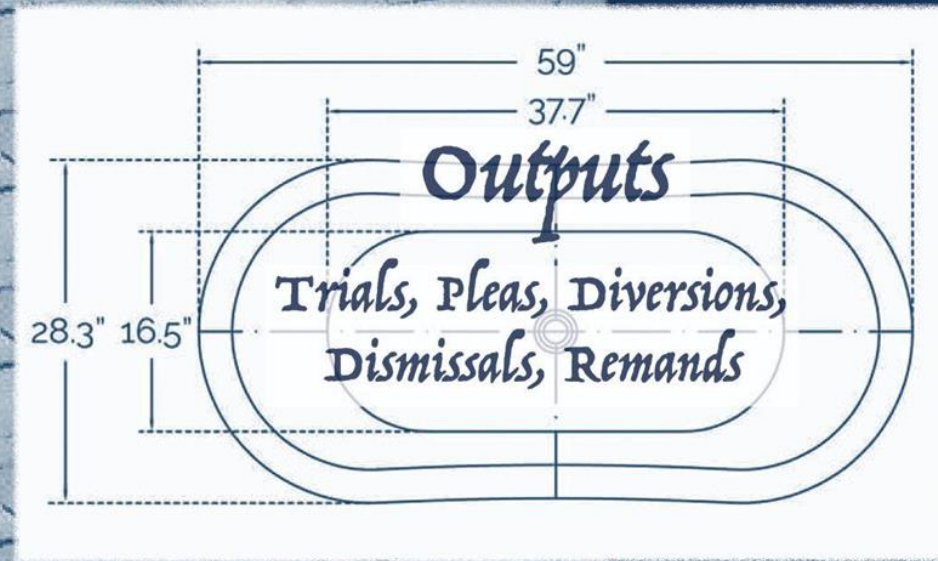 59"
37.7"
Outputs
Trials, Pleas, Diversions,
28.3" 16.5"
Dismissals, Remands